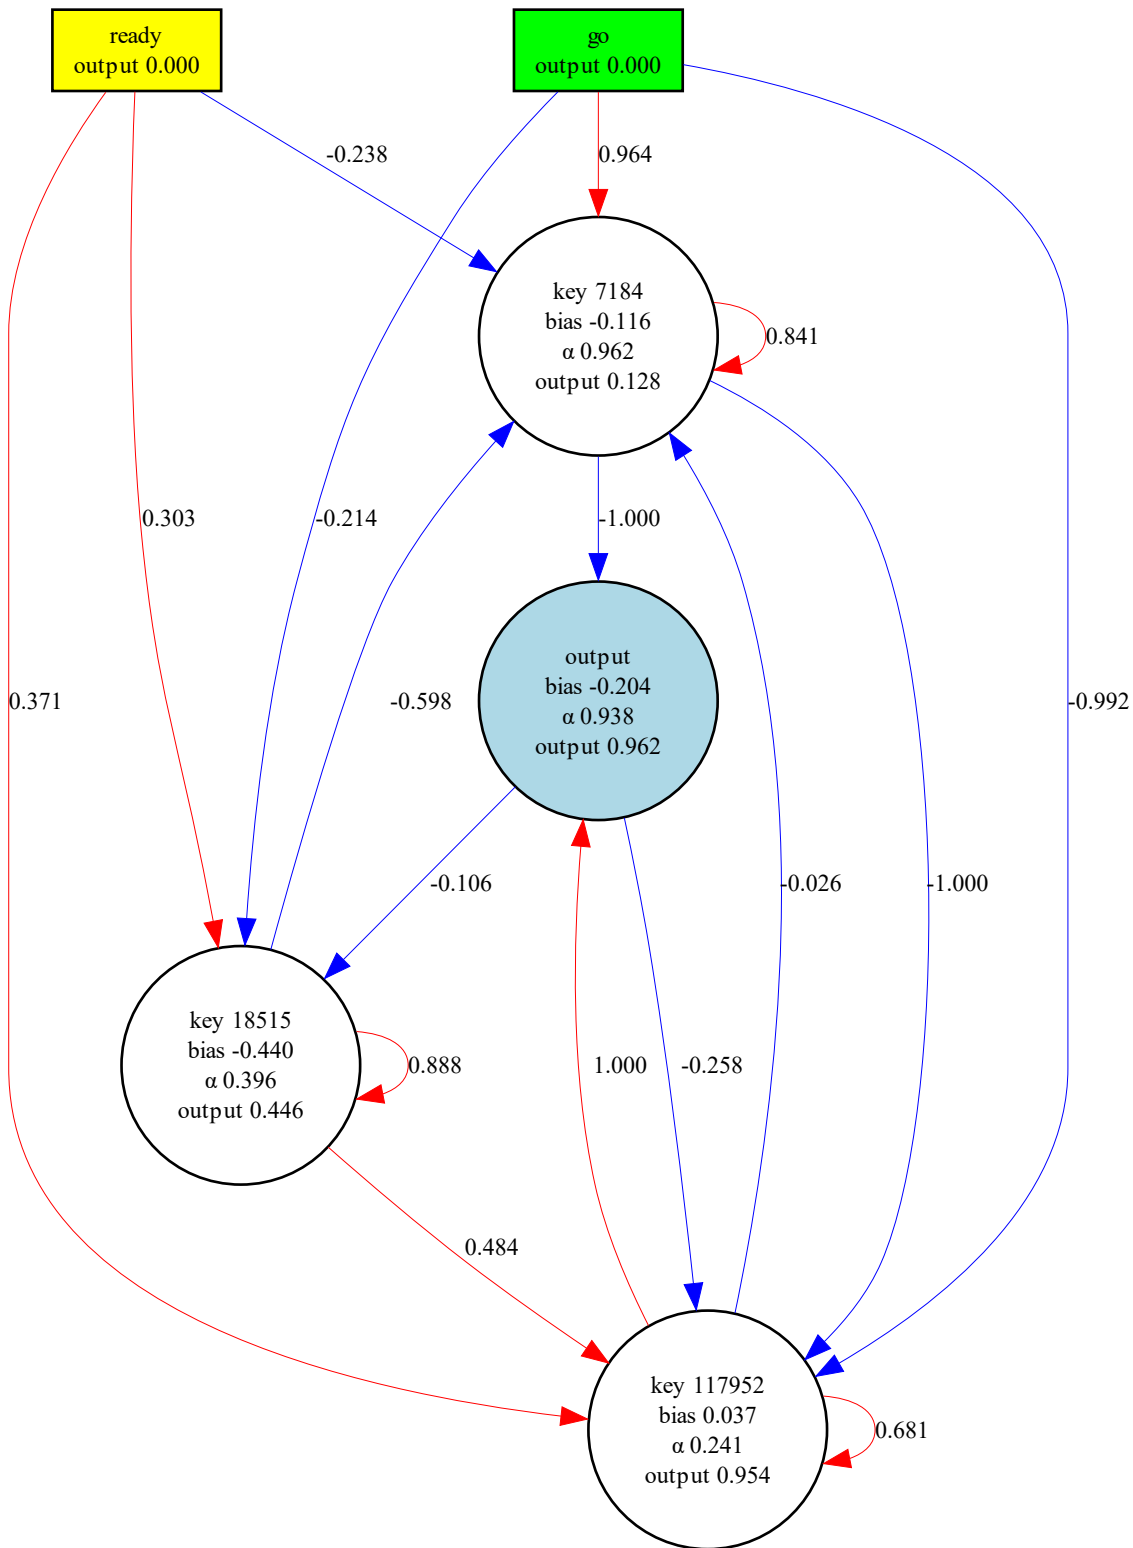 ready
output 0.000
go
output 0.000
-0.238
0.964
key 7184
bias -0.116
α 0.962
output 0.128
0.841
0.303
-0.214
-1.000
output
bias -0.204
α 0.938
output 0.962
0.371
-0.598
-0.992
-0.106
-0.026
-1.000
key 18515
bias -0.440
α 0.396
output 0.446
0.888
1.000
-0.258
0.484
key 117952
bias 0.037
α 0.241
output 0.954
0.681